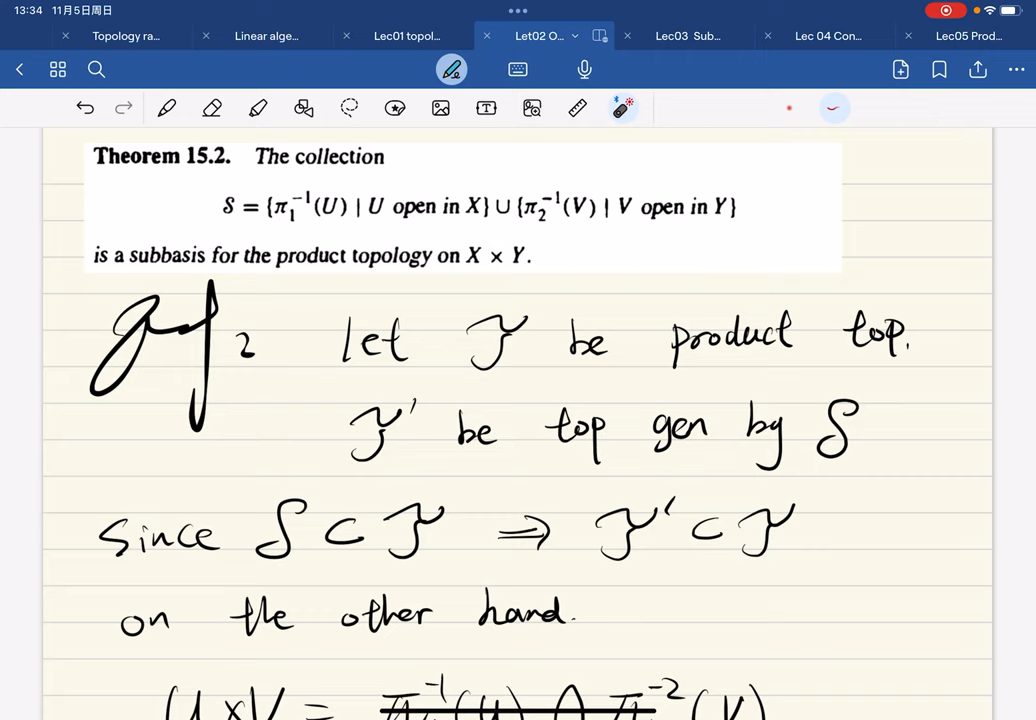 13:34 11月5日周日
Topology ra...
Linear alge...
Lec01 topol...
Let02 O...
Lec03 Sub...
Lec 04 Con...
Lec05 Prod...
Theorem 15.2. The collection
𝒮 = {π₁⁻¹(U) | U open in X} ∪ {π₂⁻¹(V) | V open in Y}
is a subbasis for the product topology on X × Y.
let 𝒯 be product top.
𝒯' be top gen by 𝒮
since 𝒮 ⊂ 𝒯 ⇒ 𝒯' ⊂ 𝒯
on the other hand.
U×V =